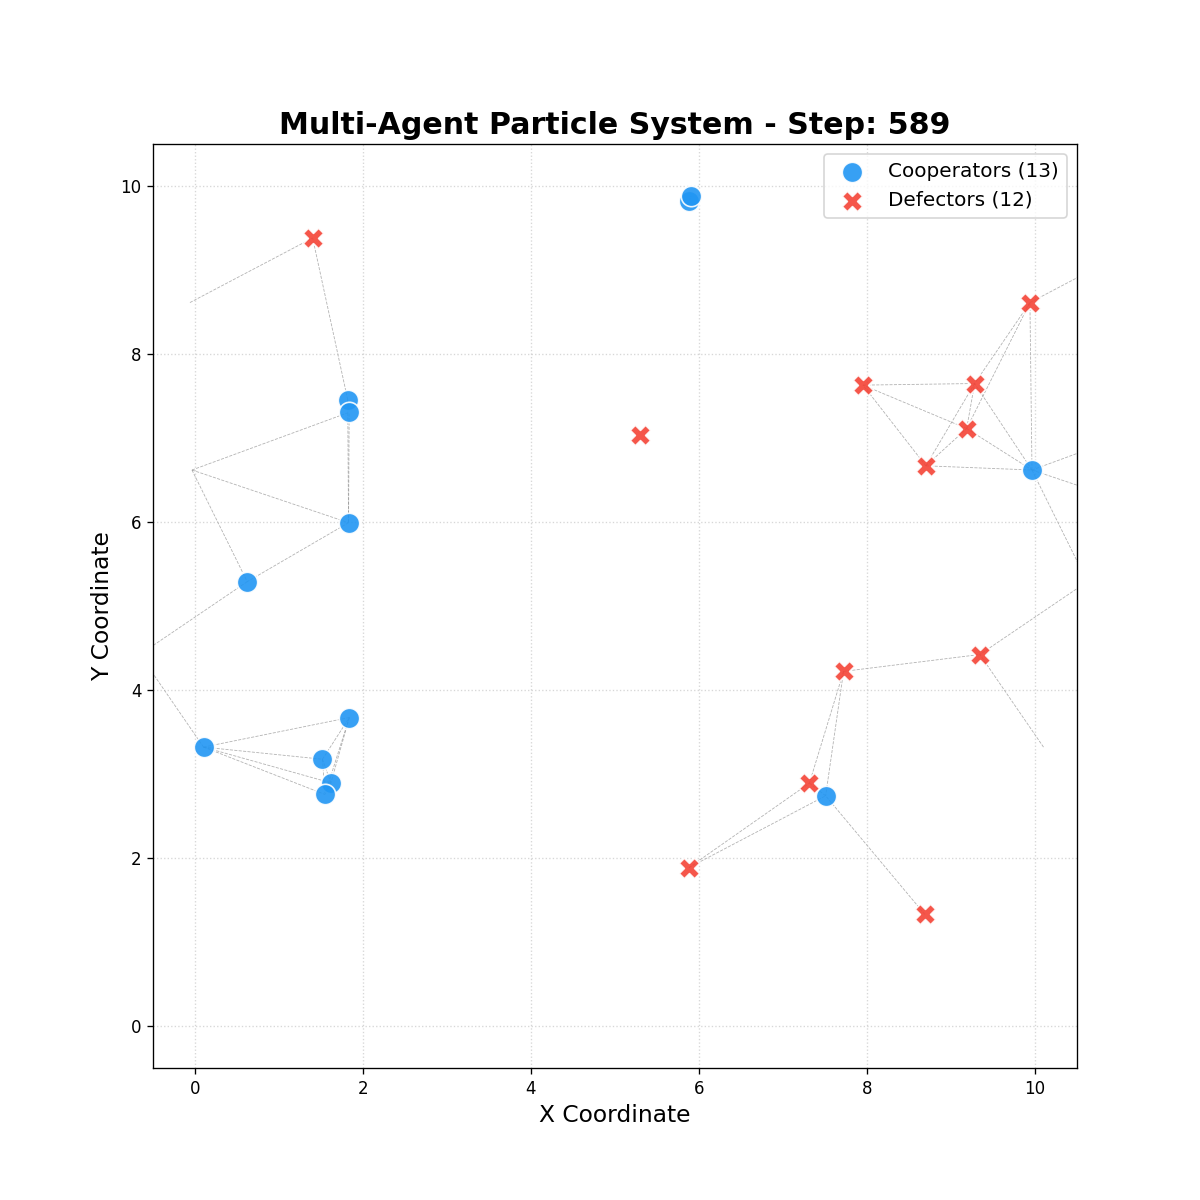 Multi-Agent Particle System - Step: 589
Cooperators (13)
Defectors (12)
Y Coordinate
10
8
6
4
2
0
0 2 4 6 8 10
X Coordinate